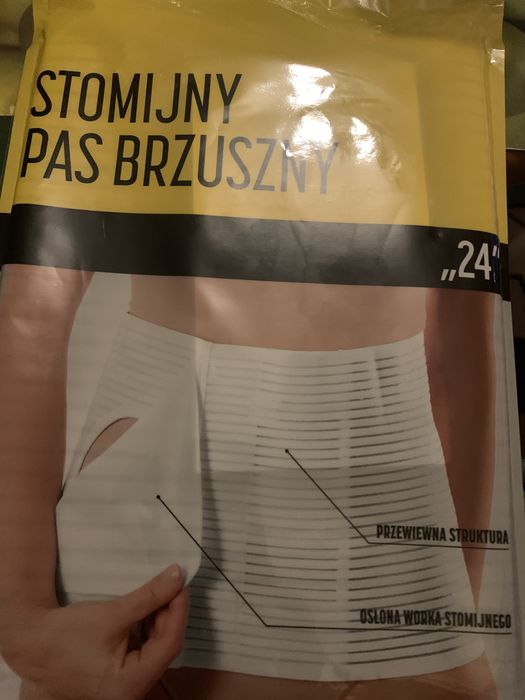 STOMIJNY
PAS BRZUSZNY
„24”
PRZEWIEWNA STRUKTURA
OSŁONA WORKA STOMIJNEGO